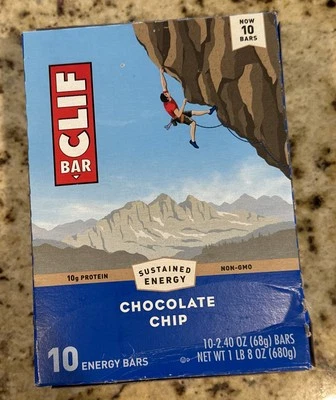 NOW
10
BARS
CLIF
BAR
10g PROTEIN
SUSTAINED
ENERGY
NON-GMO
CHOCOLATE
CHIP
10 ENERGY BARS
10-2.40 OZ (68g) BARS
NET WT 1 LB 8 OZ (680g)